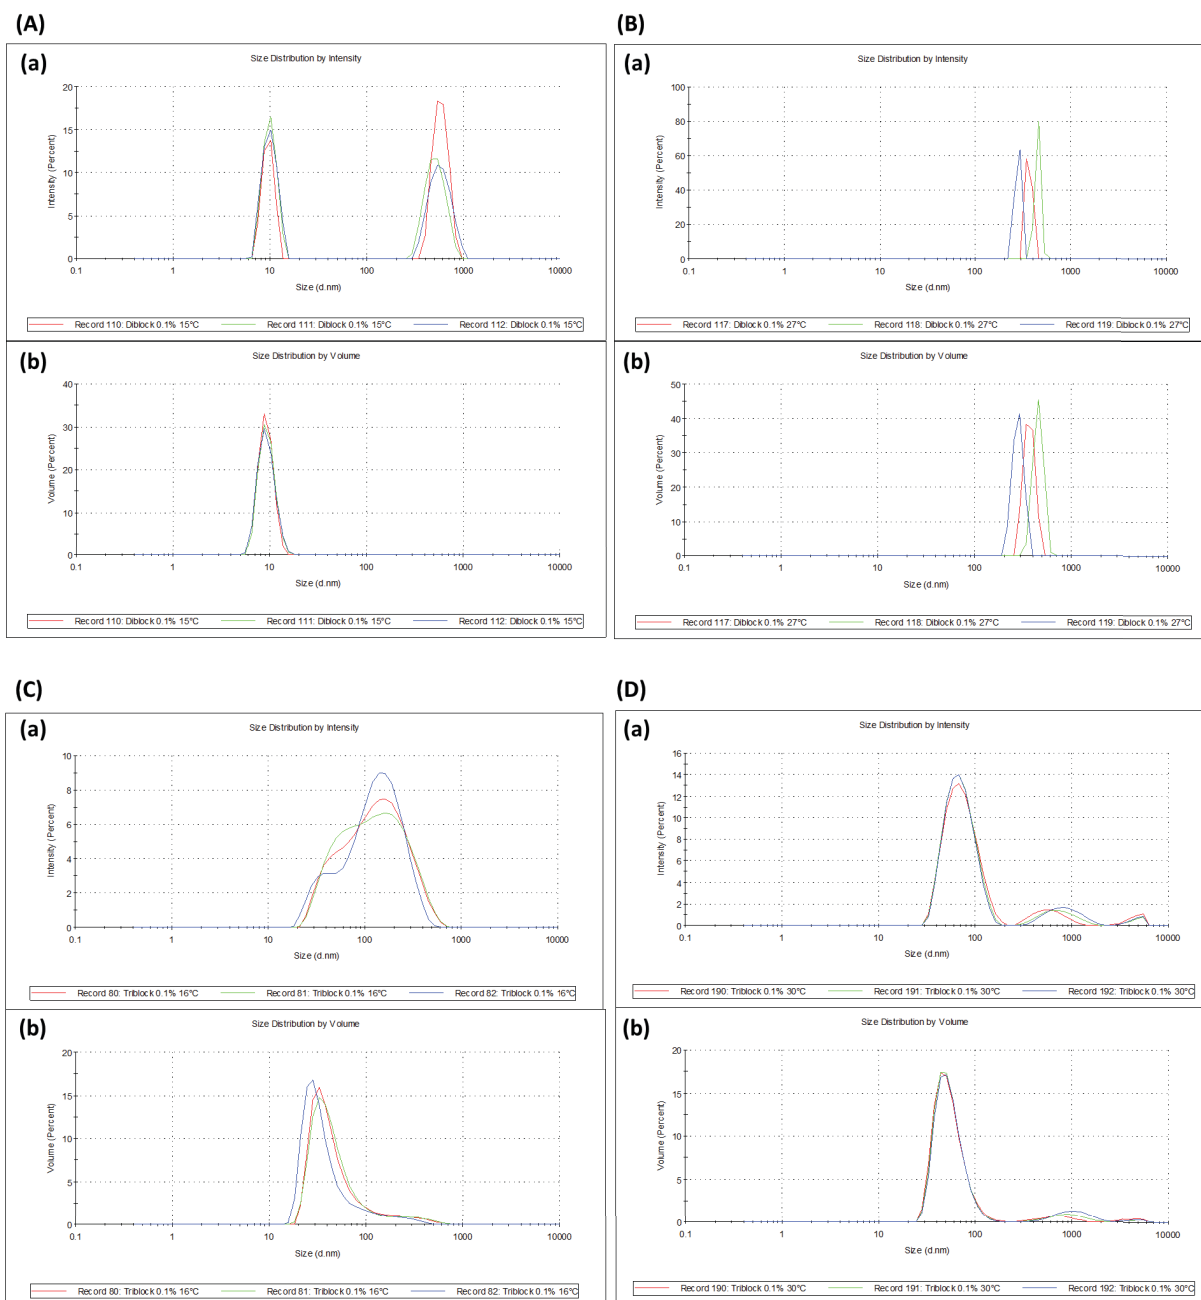 (A)
(a)
Size Distribution by Intensity
Intensity (Percent)
20
15
10
5
0
0.1 1 10 100 1000 10000
Size (d.nm)
Record 110: Diblock 0.1% 15°C Record 111: Diblock 0.1% 15°C Record 112: Diblock 0.1% 15°C
(b)
Size Distribution by Volume
Volume (Percent)
40
30
20
10
0
0.1 1 10 100 1000 10000
Size (d.nm)
Record 110: Diblock 0.1% 15°C Record 111: Diblock 0.1% 15°C Record 112: Diblock 0.1% 15°C
(B)
(a)
Size Distribution by Intensity
Intensity (Percent)
100
80
60
40
20
0
0.1 1 10 100 1000 10000
Size (d.nm)
Record 117: Diblock 0.1% 27°C Record 118: Diblock 0.1% 27°C Record 119: Diblock 0.1% 27°C
(b)
Size Distribution by Volume
Volume (Percent)
50
40
30
20
10
0
0.1 1 10 100 1000 10000
Size (d.nm)
Record 117: Diblock 0.1% 27°C Record 118: Diblock 0.1% 27°C Record 119: Diblock 0.1% 27°C
(C)
(a)
Size Distribution by Intensity
Intensity (Percent)
10
8
6
4
2
0
0.1 1 10 100 1000 10000
Size (d.nm)
Record 80: Triblock 0.1% 16°C Record 81: Triblock 0.1% 16°C Record 82: Triblock 0.1% 16°C
(b)
Size Distribution by Volume
Volume (Percent)
20
15
10
5
0
0.1 1 10 100 1000 10000
Size (d.nm)
Record 80: Triblock 0.1% 16°C Record 81: Triblock 0.1% 16°C Record 82: Triblock 0.1% 16°C
(D)
(a)
Size Distribution by Intensity
Intensity (Percent)
16
14
12
10
8
6
4
2
0
0.1 1 10 100 1000 10000
Size (d.nm)
Record 190: Triblock 0.1% 30°C Record 191: Triblock 0.1% 30°C Record 192: Triblock 0.1% 30°C
(b)
Size Distribution by Volume
Volume (Percent)
20
15
10
5
0
0.1 1 10 100 1000 10000
Size (d.nm)
Record 190: Triblock 0.1% 30°C Record 191: Triblock 0.1% 30°C Record 192: Triblock 0.1% 30°C